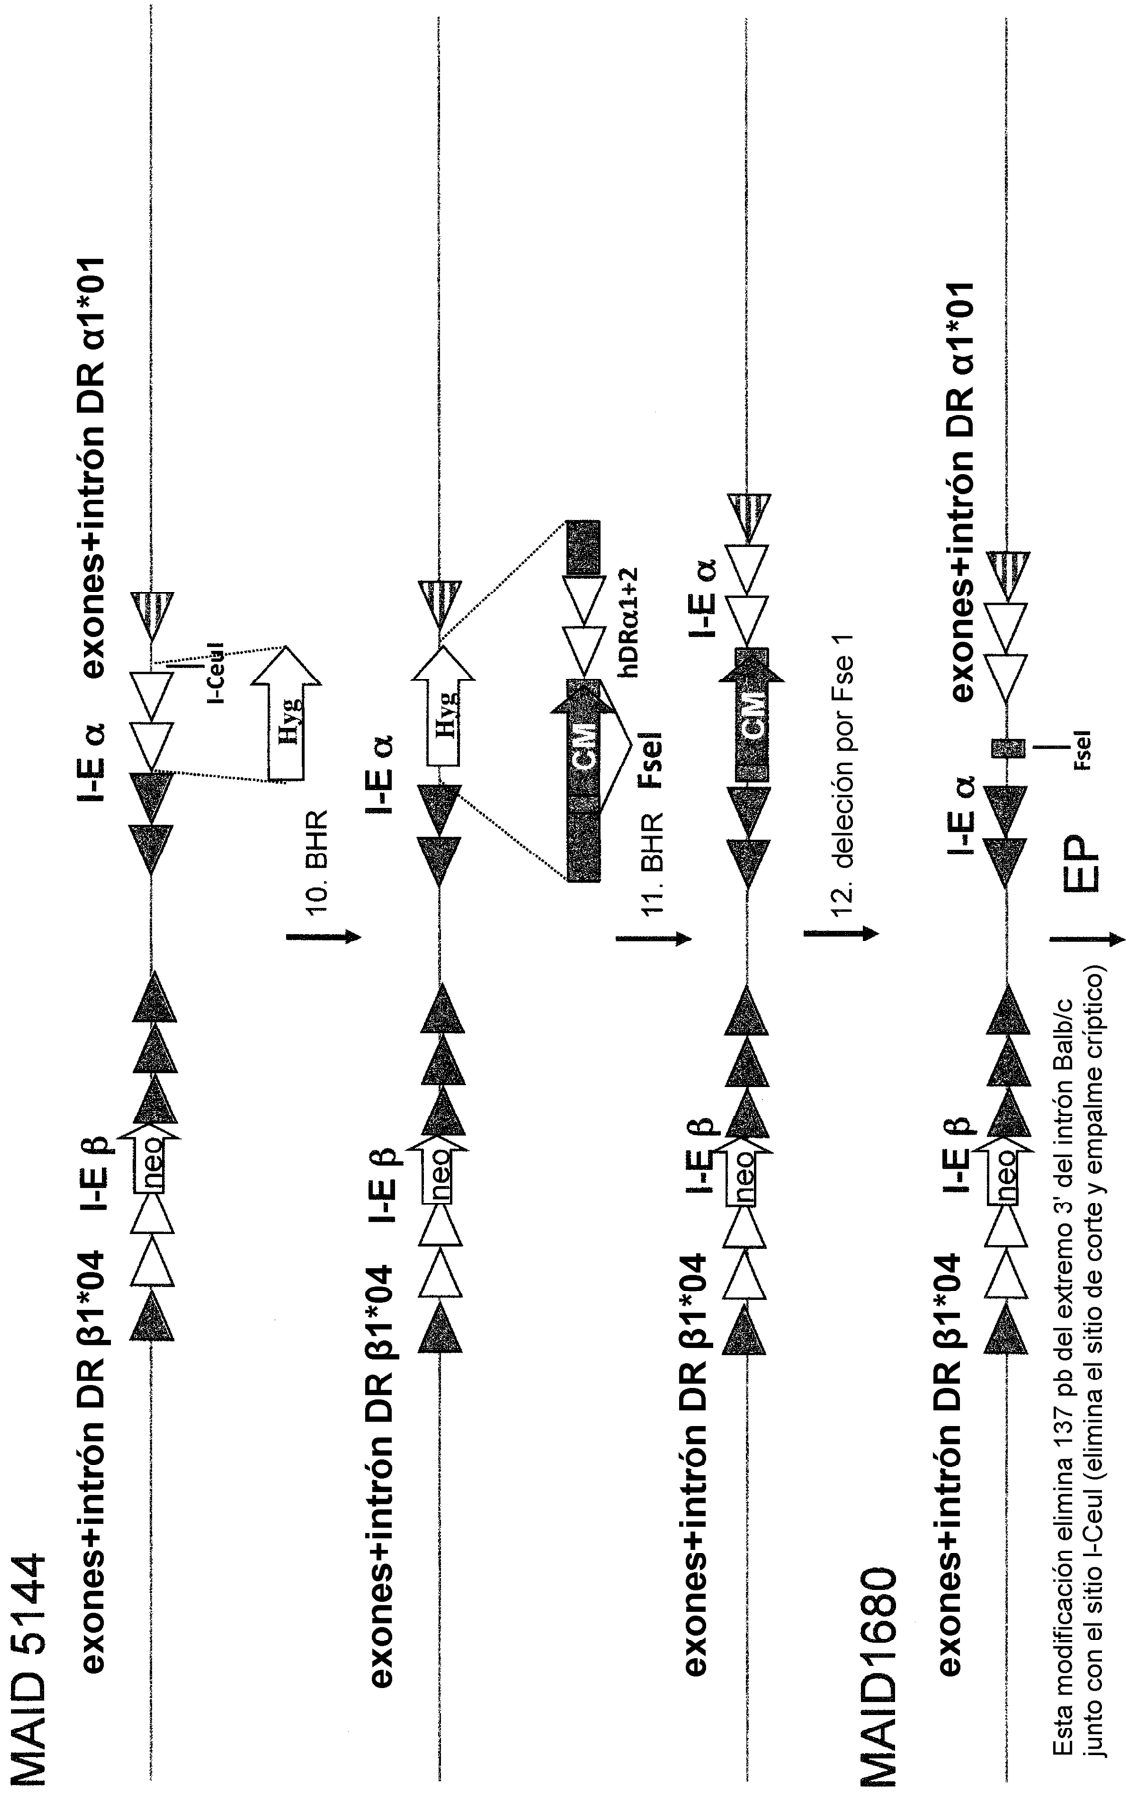 MAID 5144
exones+intrón DR β1*04
I-E β
I-E α
exones+intrón DR α1*01
neo
I-CeuI
Hyg
10. BHR
exones+intrón DR β1*04
I-E β
I-E α
neo
Hyg
CM
hDRα1+2
11. BHR
FseI
exones+intrón DR β1*04
I-E β
I-E α
neo
CM
12. deleción por Fse 1
MAID1680
exones+intrón DR β1*04
I-E β
I-E α
exones+intrón DR α1*01
neo
FseI
EP
Esta modificación elimina 137 pb del extremo 3' del intrón Balb/c
junto con el sitio I-CeuI (elimina el sitio de corte y empalme críptico)